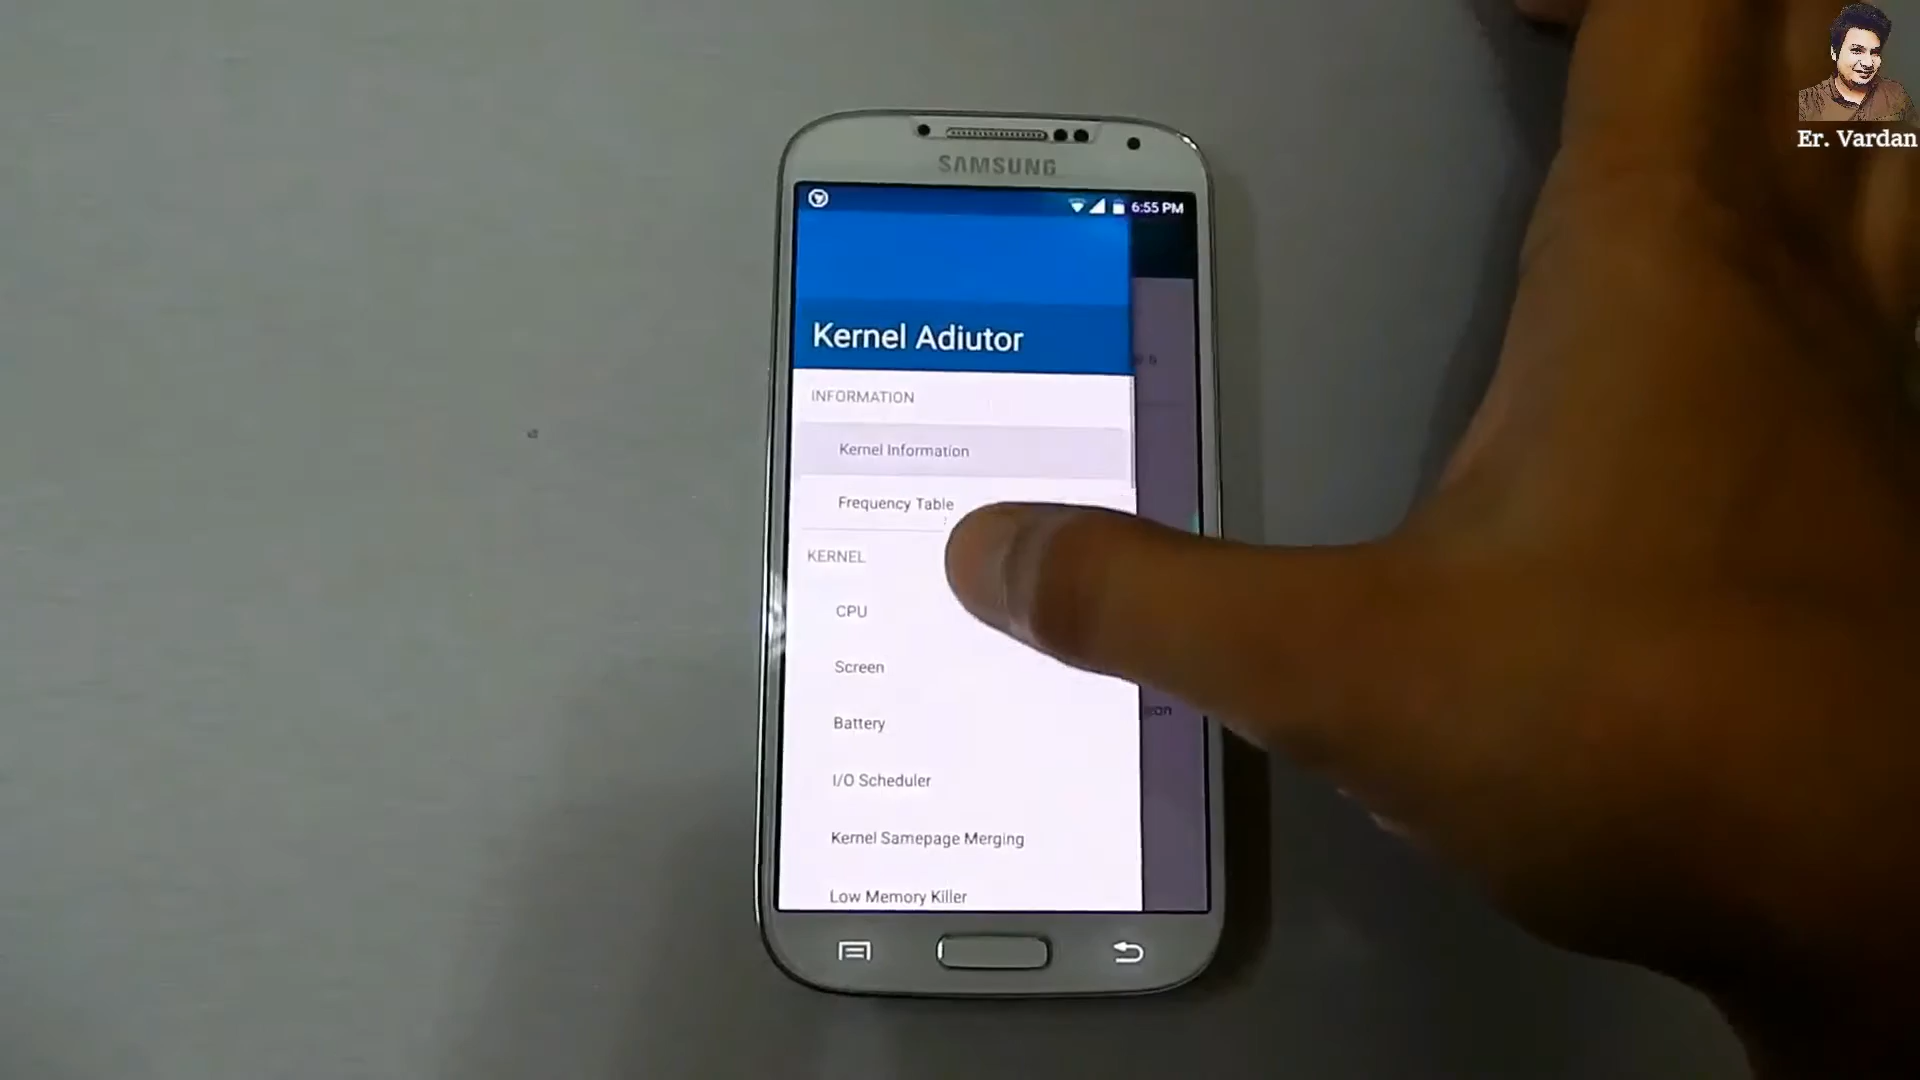 Er. Vardan
SAMSUNG
6:55 PM
Kernel Adiutor
INFORMATION
Kernel Information
Frequency Table
KERNEL
CPU
Screen
Battery
I/O Scheduler
Kernel Samepage Merging
Low Memory Killer